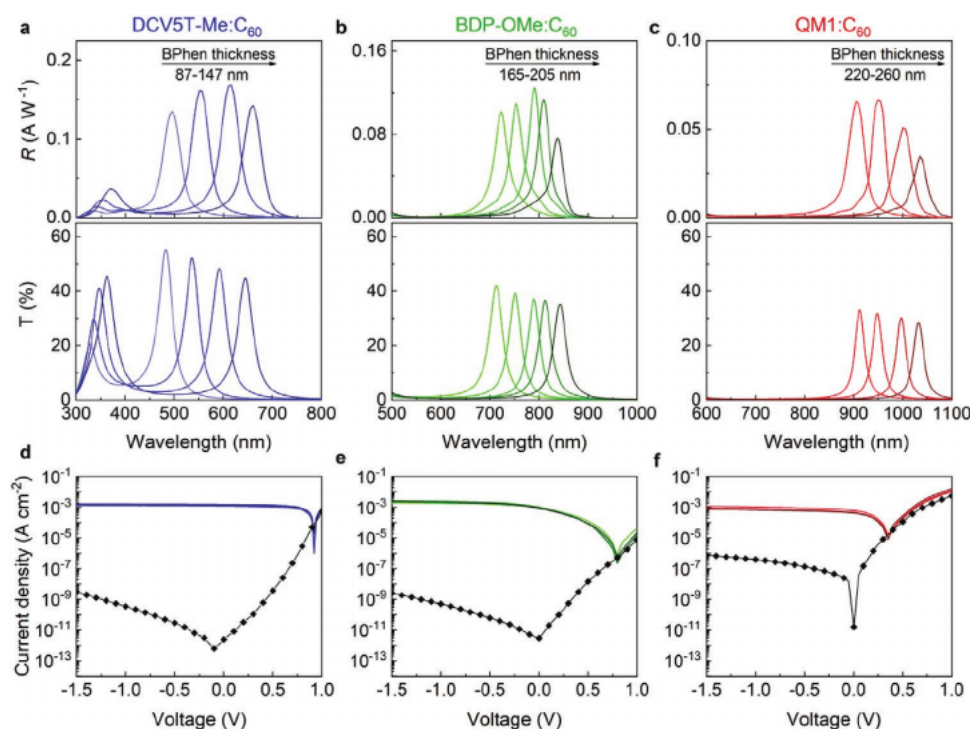 DCV5T-Me:C60
BDP-OMe:C60
QM1:C60
a
b
c
BPhen thickness
87-147 nm
BPhen thickness
165-205 nm
BPhen thickness
220-260 nm
R (A W⁻¹)
0.2
0.1
0.0
0.16
0.08
0.00
0.10
0.05
0.00
T (%)
60
40
20
0
60
40
20
0
60
40
20
0
300 400 500 600 700 800
500 600 700 800 900 1000
600 700 800 900 1000 1100
Wavelength (nm)
Wavelength (nm)
Wavelength (nm)
d
e
f
Current density (A cm⁻²)
10⁻¹
10⁻³
10⁻⁵
10⁻⁷
10⁻⁹
10⁻¹¹
10⁻¹³
10⁻¹
10⁻³
10⁻⁵
10⁻⁷
10⁻⁹
10⁻¹¹
10⁻¹³
10⁻¹
10⁻³
10⁻⁵
10⁻⁷
10⁻⁹
10⁻¹¹
10⁻¹³
-1.5 -1.0 -0.5 0.0 0.5 1.0
-1.5 -1.0 -0.5 0.0 0.5 1.0
-1.5 -1.0 -0.5 0.0 0.5 1.0
Voltage (V)
Voltage (V)
Voltage (V)